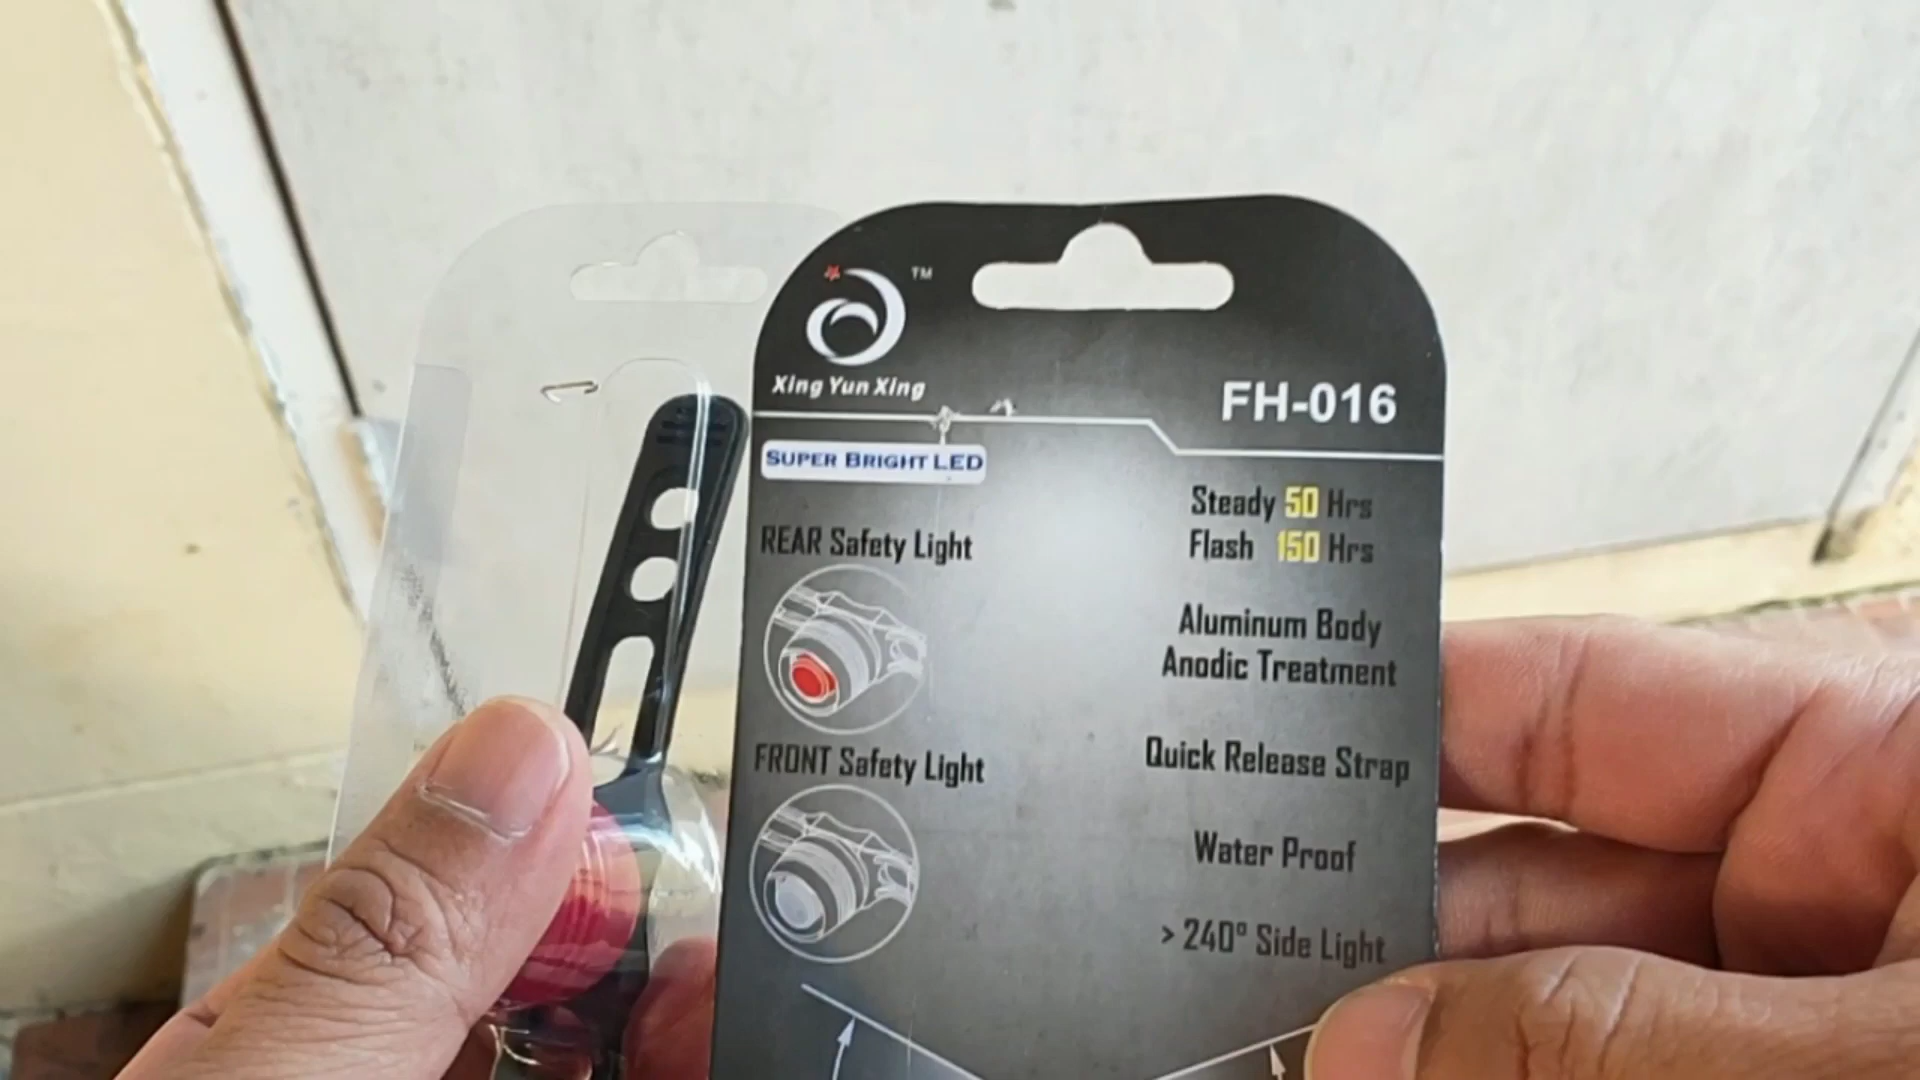 TM
Xing Yun Xing
FH-016
SUPER BRIGHT LED
Steady 50 Hrs
Flash 150 Hrs
REAR Safety Light
Aluminum Body
Anodic Treatment
FRONT Safety Light
Quick Release Strap
Water Proof
> 240° Side Light